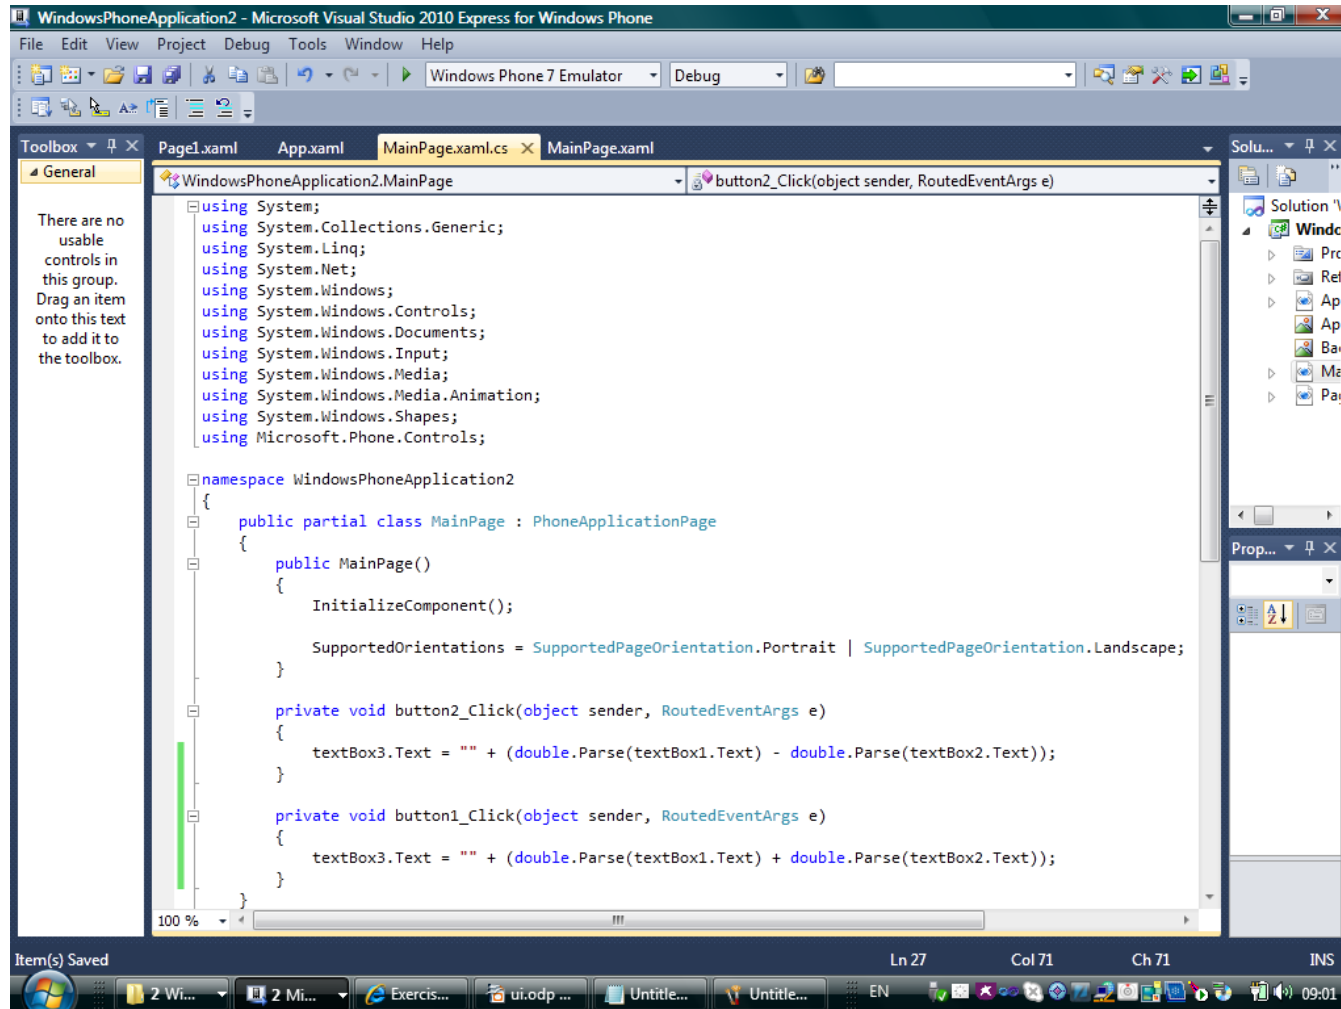 WindowsPhoneApplication2 - Microsoft Visual Studio 2010 Express for Windows Phone
File Edit View Project Debug Tools Window Help
Windows Phone 7 Emulator Debug
Toolbox
Page1.xaml App.xaml MainPage.xaml.cs MainPage.xaml
Solu...
General
WindowsPhoneApplication2.MainPage button2_Click(object sender, RoutedEventArgs e)
There are no
usable
controls in
this group.
Drag an item
onto this text
to add it to
the toolbox.
using System;
using System.Collections.Generic;
using System.Linq;
using System.Net;
using System.Windows;
using System.Windows.Controls;
using System.Windows.Documents;
using System.Windows.Input;
using System.Windows.Media;
using System.Windows.Media.Animation;
using System.Windows.Shapes;
using Microsoft.Phone.Controls;
namespace WindowsPhoneApplication2
{
public partial class MainPage : PhoneApplicationPage
{
public MainPage()
{
InitializeComponent();
SupportedOrientations = SupportedPageOrientation.Portrait | SupportedPageOrientation.Landscape;
}
private void button2_Click(object sender, RoutedEventArgs e)
{
textBox3.Text = "" + (double.Parse(textBox1.Text) - double.Parse(textBox2.Text));
}
private void button1_Click(object sender, RoutedEventArgs e)
{
textBox3.Text = "" + (double.Parse(textBox1.Text) + double.Parse(textBox2.Text));
}
}
100 %
Solution '
Windo
Pro
Ref
Ap
Ap
Ba
Ma
Pa
Prop...
Item(s) Saved Ln 27 Col 71 Ch 71 INS
2 Wi... 2 Mi... Exercis... ui.odp ... Untitle... Untitle... EN 09:01